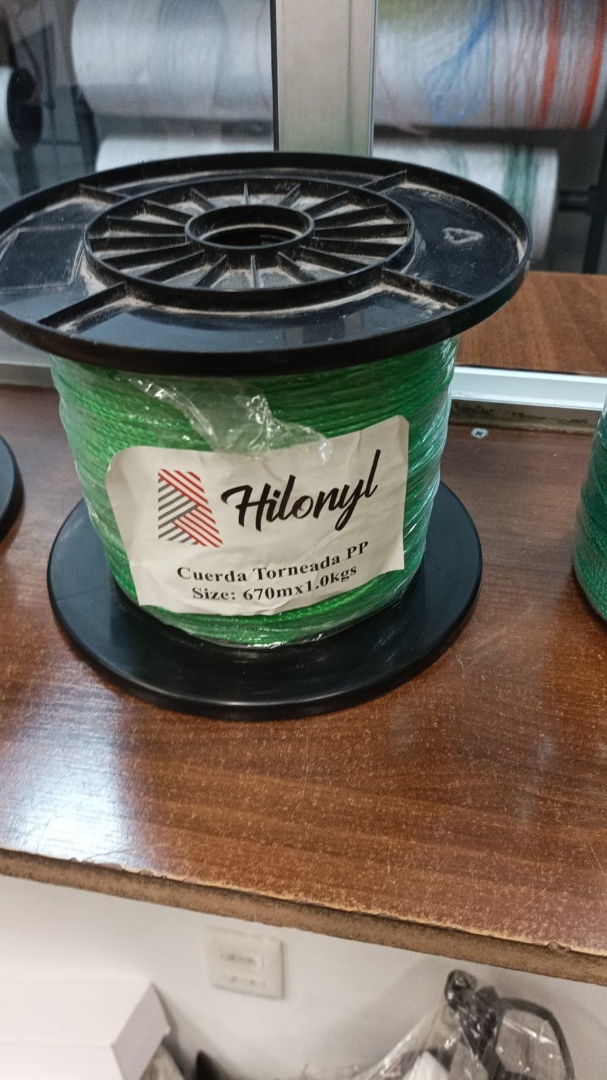 Hilonyl
Cuerda Torneada PP
Size: 670mx1.0kgs